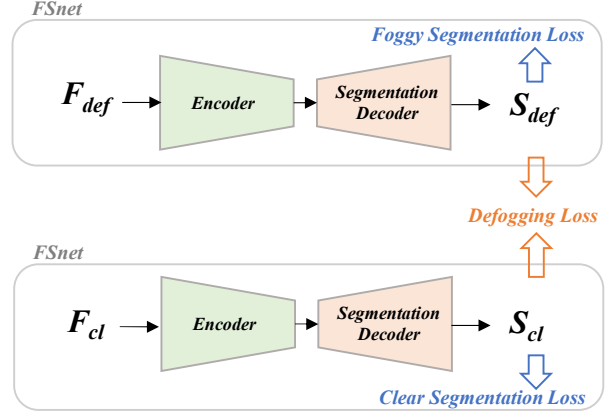 FSnet
Foggy Segmentation Loss
F_def
Encoder
Segmentation
Decoder
S_def
Defogging Loss
FSnet
F_cl
Encoder
Segmentation
Decoder
S_cl
Clear Segmentation Loss